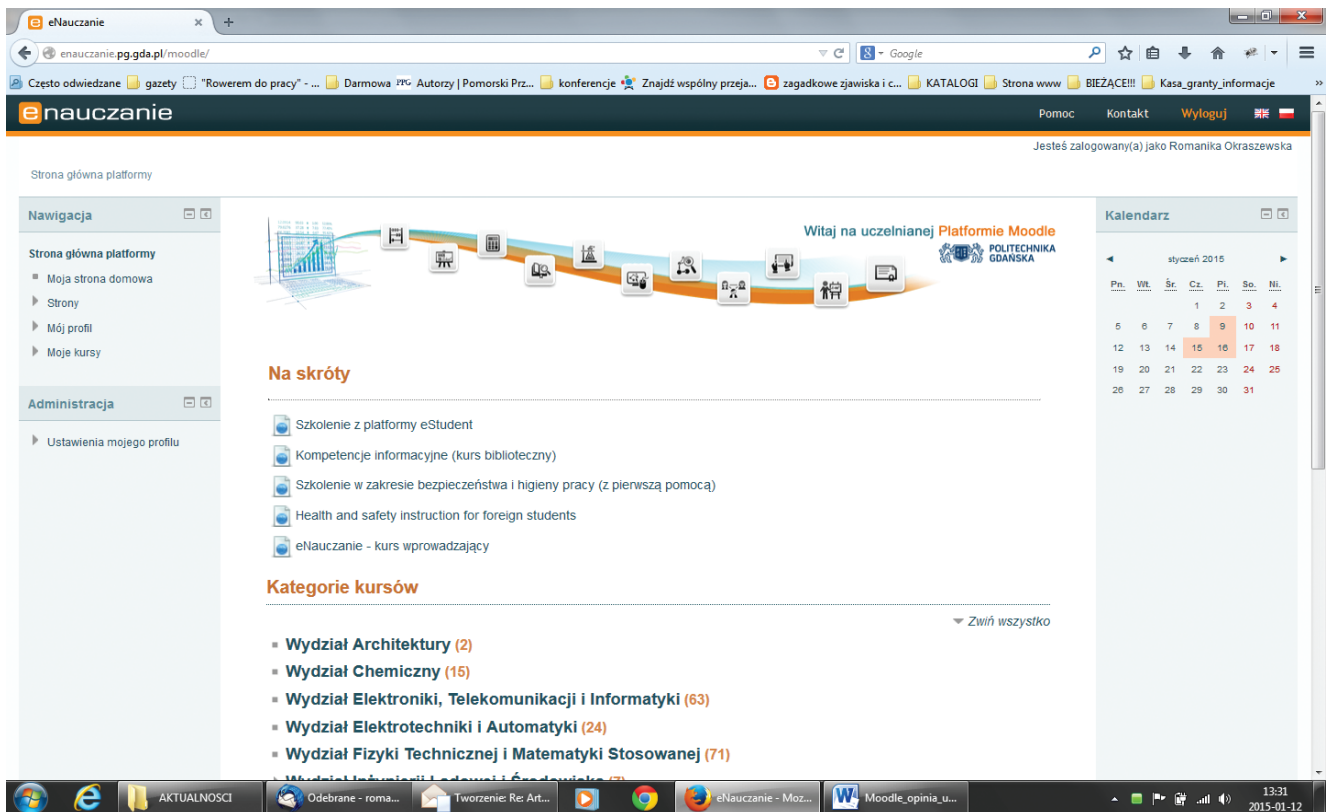 eNauczanie
enauczanie.pg.gda.pl/moodle/
Google
Często odwiedzane gazety "Rowerem do pracy" - ... Darmowa PPG Autorzy | Pomorski Prz... konferencje Znajdź wspólny przeja... zagadkowe zjawiska i c... KATALOGI Strona www BIEŻĄCE!!! Kasa_granty_informacje »
enauczanie
Pomoc Kontakt Wyloguj
Jesteś zalogowany(a) jako Romanika Okraszewska
Strona główna platformy
Nawigacja
Strona główna platformy
Moja strona domowa
Strony
Mój profil
Moje kursy
Administracja
Ustawienia mojego profilu
Witaj na uczelnianej Platformie Moodle
POLITECHNIKA
GDAŃSKA
Na skróty
Szkolenie z platformy eStudent
Kompetencje informacyjne (kurs biblioteczny)
Szkolenie w zakresie bezpieczeństwa i higieny pracy (z pierwszą pomocą)
Health and safety instruction for foreign students
eNauczanie - kurs wprowadzający
Kategorie kursów
Zwiń wszystko
Wydział Architektury (2)
Wydział Chemiczny (15)
Wydział Elektroniki, Telekomunikacji i Informatyki (63)
Wydział Elektrotechniki i Automatyki (24)
Wydział Fizyki Technicznej i Matematyki Stosowanej (71)
Wydział Inżynierii Lądowej i Środowiska (7)
Kalendarz
styczeń 2015
Pn. Wt. Śr. Cz. Pi. So. Ni.
1 2 3 4
5 6 7 8 9 10 11
12 13 14 15 16 17 18
19 20 21 22 23 24 25
26 27 28 29 30 31
AKTUALNOSCI
Odebrane - roma...
Tworzenie: Re: Art...
eNauczanie - Moz...
Moodle_opinia_u...
13:31
2015-01-12